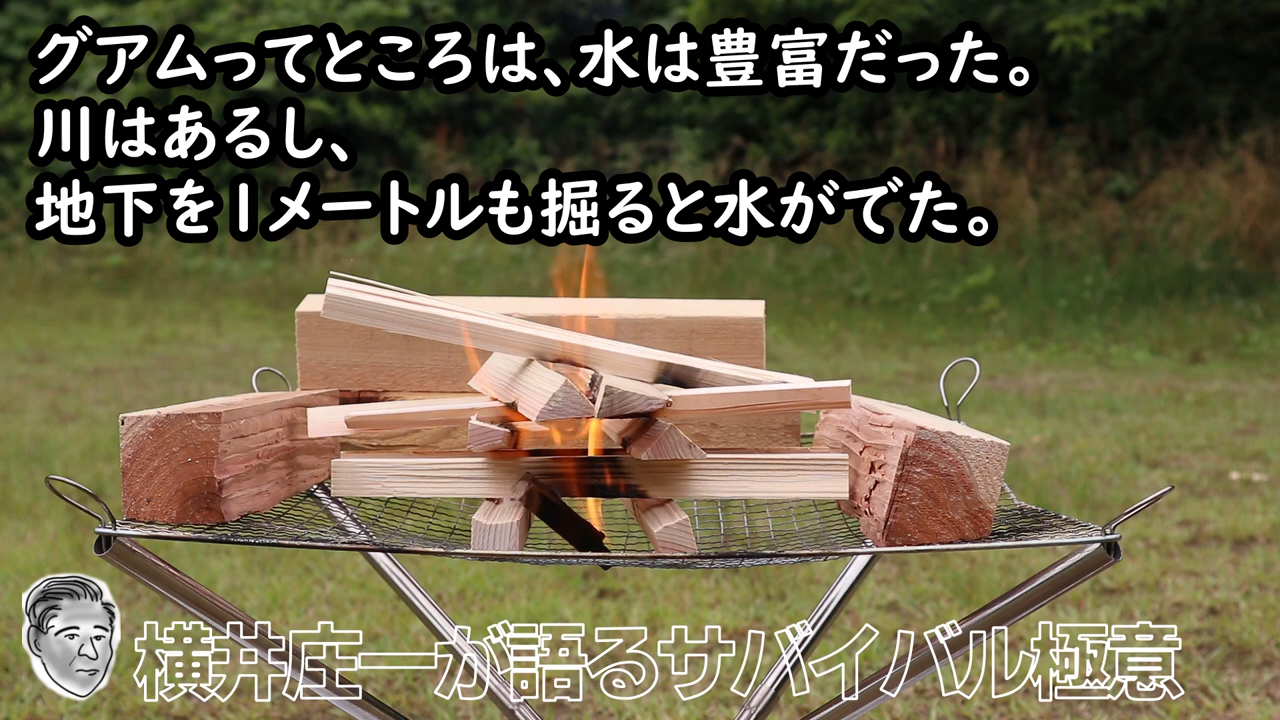 グアムってところは、水は豊富だった。
川はあるし、
地下を1メートルも掘ると水がでた。
横井庄一が語るサバイバル極意